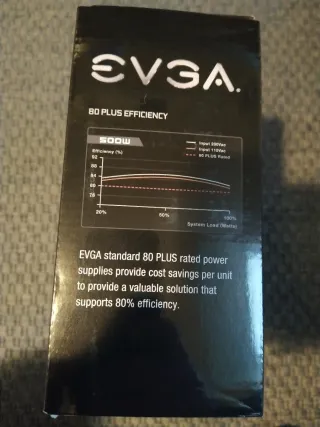 EVGA.
80 PLUS EFFICIENCY
500W
Efficiency (%)
Input 230Vac
Input 115Vac
80 PLUS Rated
92
88
84
80
76
20%
50%
100%
System Load (Watts)
EVGA standard 80 PLUS rated power
supplies provide cost savings per unit
to provide a valuable solution that
supports 80% efficiency.